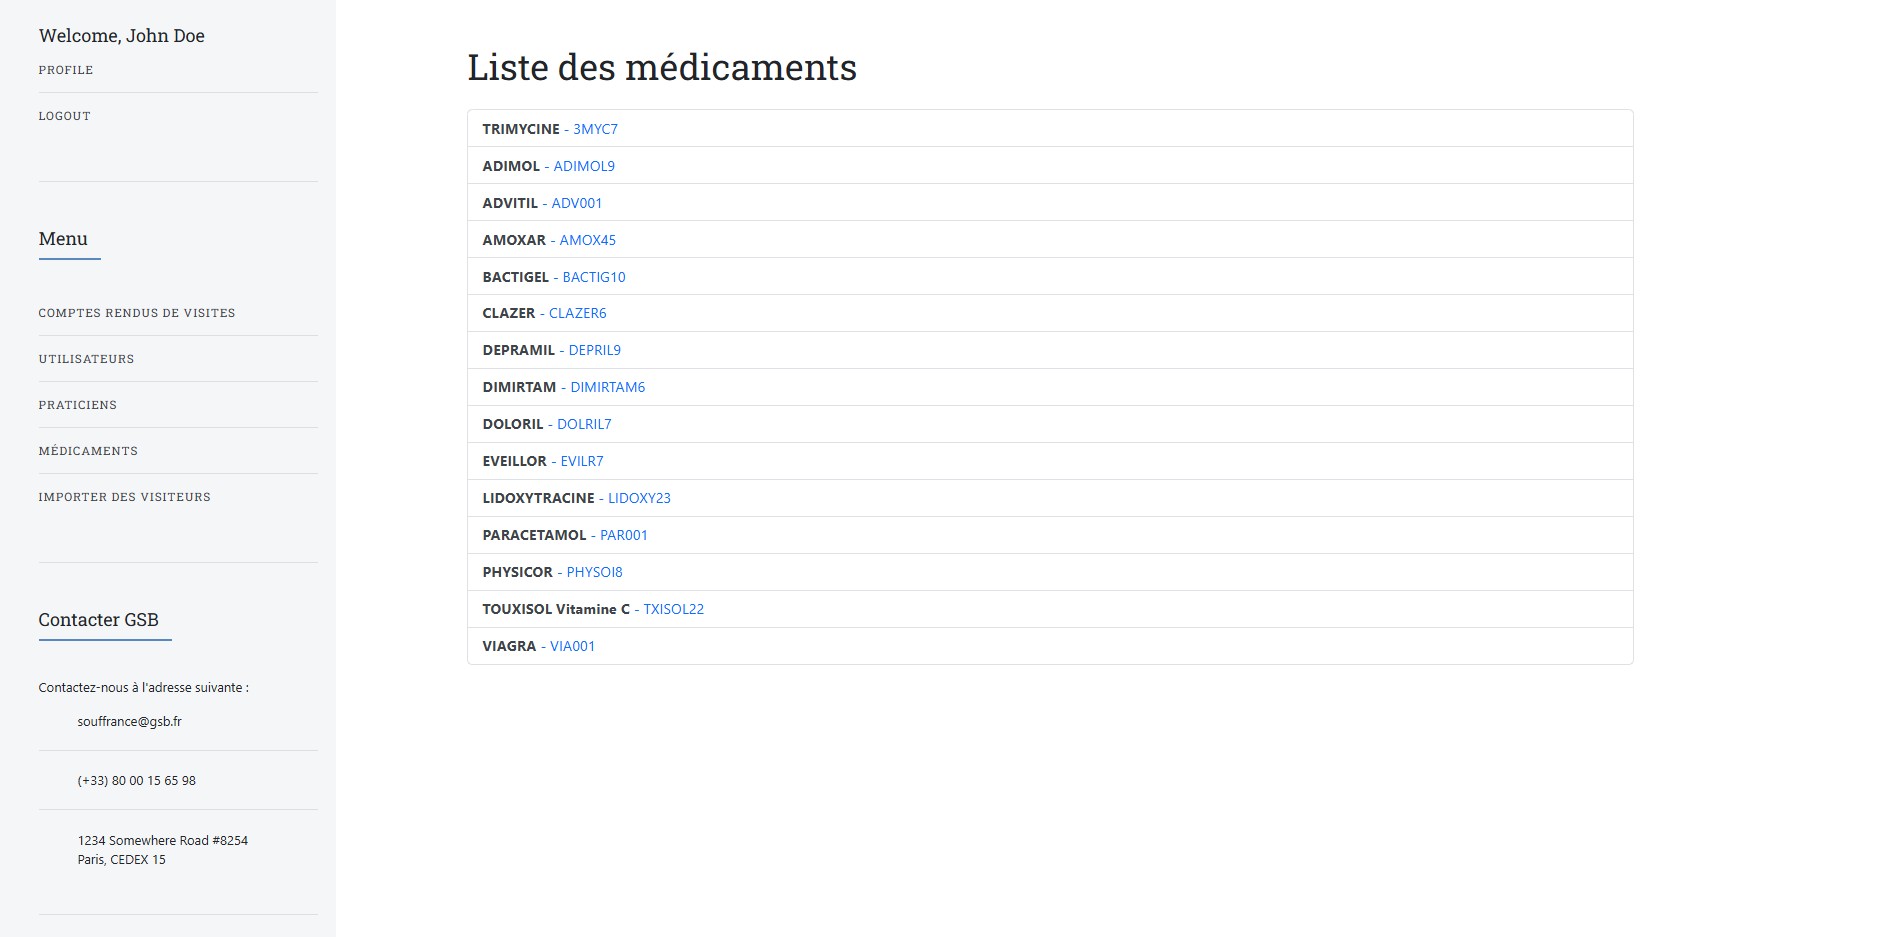 Welcome, John Doe
PROFILE
LOGOUT
Menu
COMPTES RENDUS DE VISITES
UTILISATEURS
PRATICIENS
MÉDICAMENTS
IMPORTER DES VISITEURS
Contacter GSB
Contactez-nous à l'adresse suivante :
souffrance@gsb.fr
(+33) 80 00 15 65 98
1234 Somewhere Road #8254
Paris, CEDEX 15
Liste des médicaments
TRIMYCINE - 3MYC7
ADIMOL - ADIMOL9
ADVITIL - ADV001
AMOXAR - AMOX45
BACTIGEL - BACTIG10
CLAZER - CLAZER6
DEPRAMIL - DEPRIL9
DIMIRTAM - DIMIRTAM6
DOLORIL - DOLRIL7
EVEILLOR - EVILR7
LIDOXYTRACINE - LIDOXY23
PARACETAMOL - PAR001
PHYSICOR - PHYSOI8
TOUXISOL Vitamine C - TXISOL22
VIAGRA - VIA001